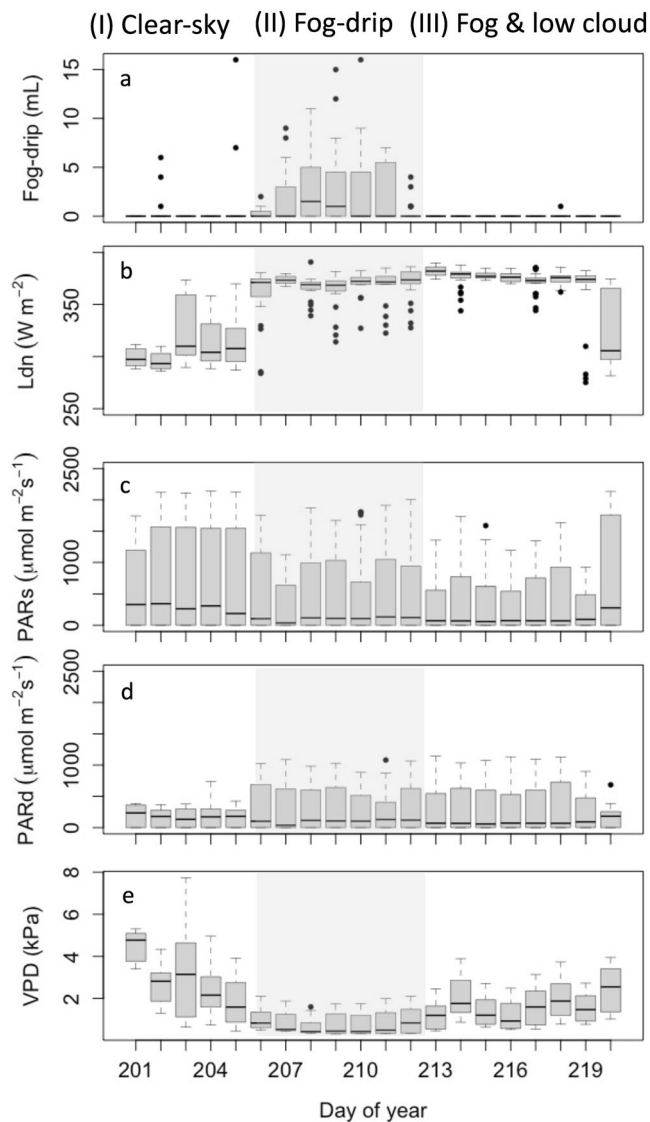 (I) Clear-sky (II) Fog-drip (III) Fog & low cloud
a
Fog-drip (mL)
15
10
5
0
b
Ldn (W m⁻²)
350
250
c
PARs (μmol m⁻²s⁻¹)
2500
1000
0
d
PARd (μmol m⁻²s⁻¹)
2500
1000
0
e
VPD (kPa)
8
6
4
2
201 204 207 210 213 216 219
Day of year